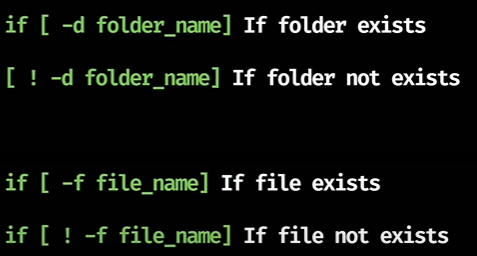 if [ -d folder_name] If folder exists
[ ! -d folder_name] If folder not exists
if [ -f file_name] If file exists
if [ ! -f file_name] If file not exists